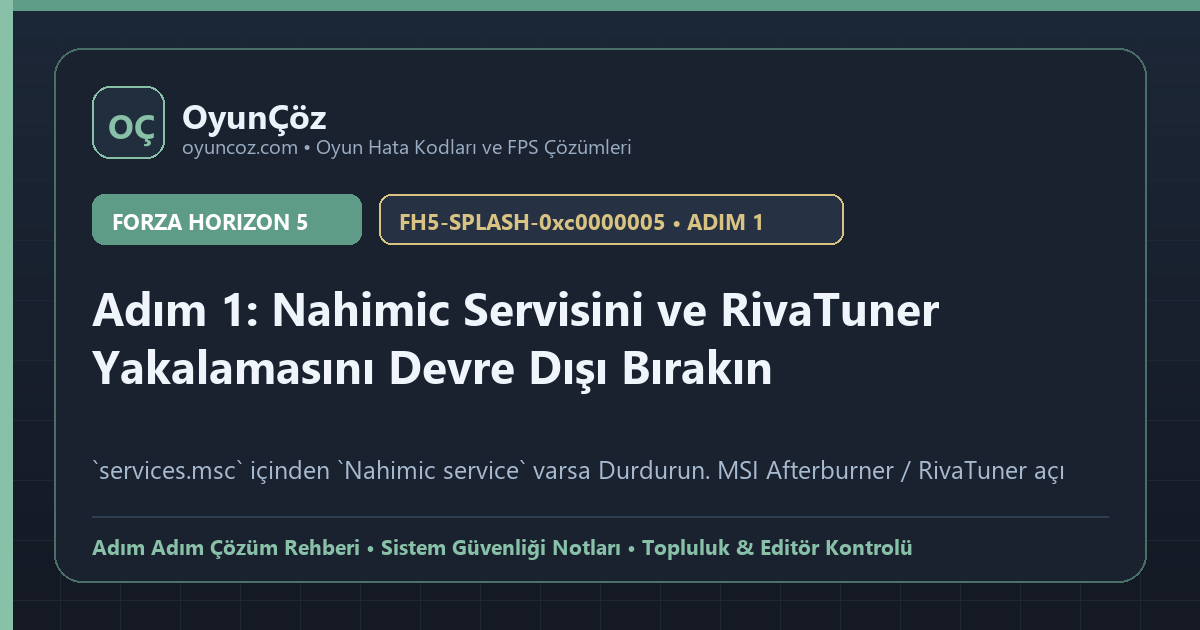 OÇ
OyunÇöz
oyuncoz.com • Oyun Hata Kodları ve FPS Çözümleri
FORZA HORIZON 5
FH5-SPLASH-0xc0000005 • ADIM 1
Adım 1: Nahimic Servisini ve RivaTuner
Yakalamasını Devre Dışı Bırakın
`services.msc` içinden `Nahimic service` varsa Durdurun. MSI Afterburner / RivaTuner açı
Adım Adım Çözüm Rehberi • Sistem Güvenliği Notları • Topluluk & Editör Kontrolü